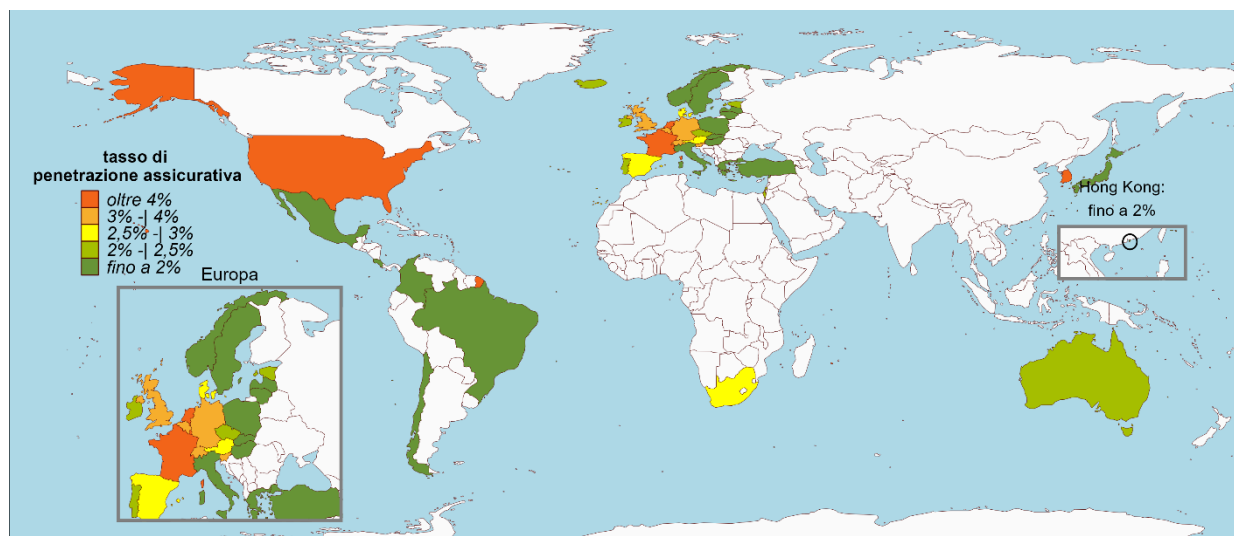 tasso di
penetrazione assicurativa
oltre 4%
3% -| 4%
2,5% -| 3%
2% -| 2,5%
fino a 2%
Europa
Hong Kong:
fino a 2%